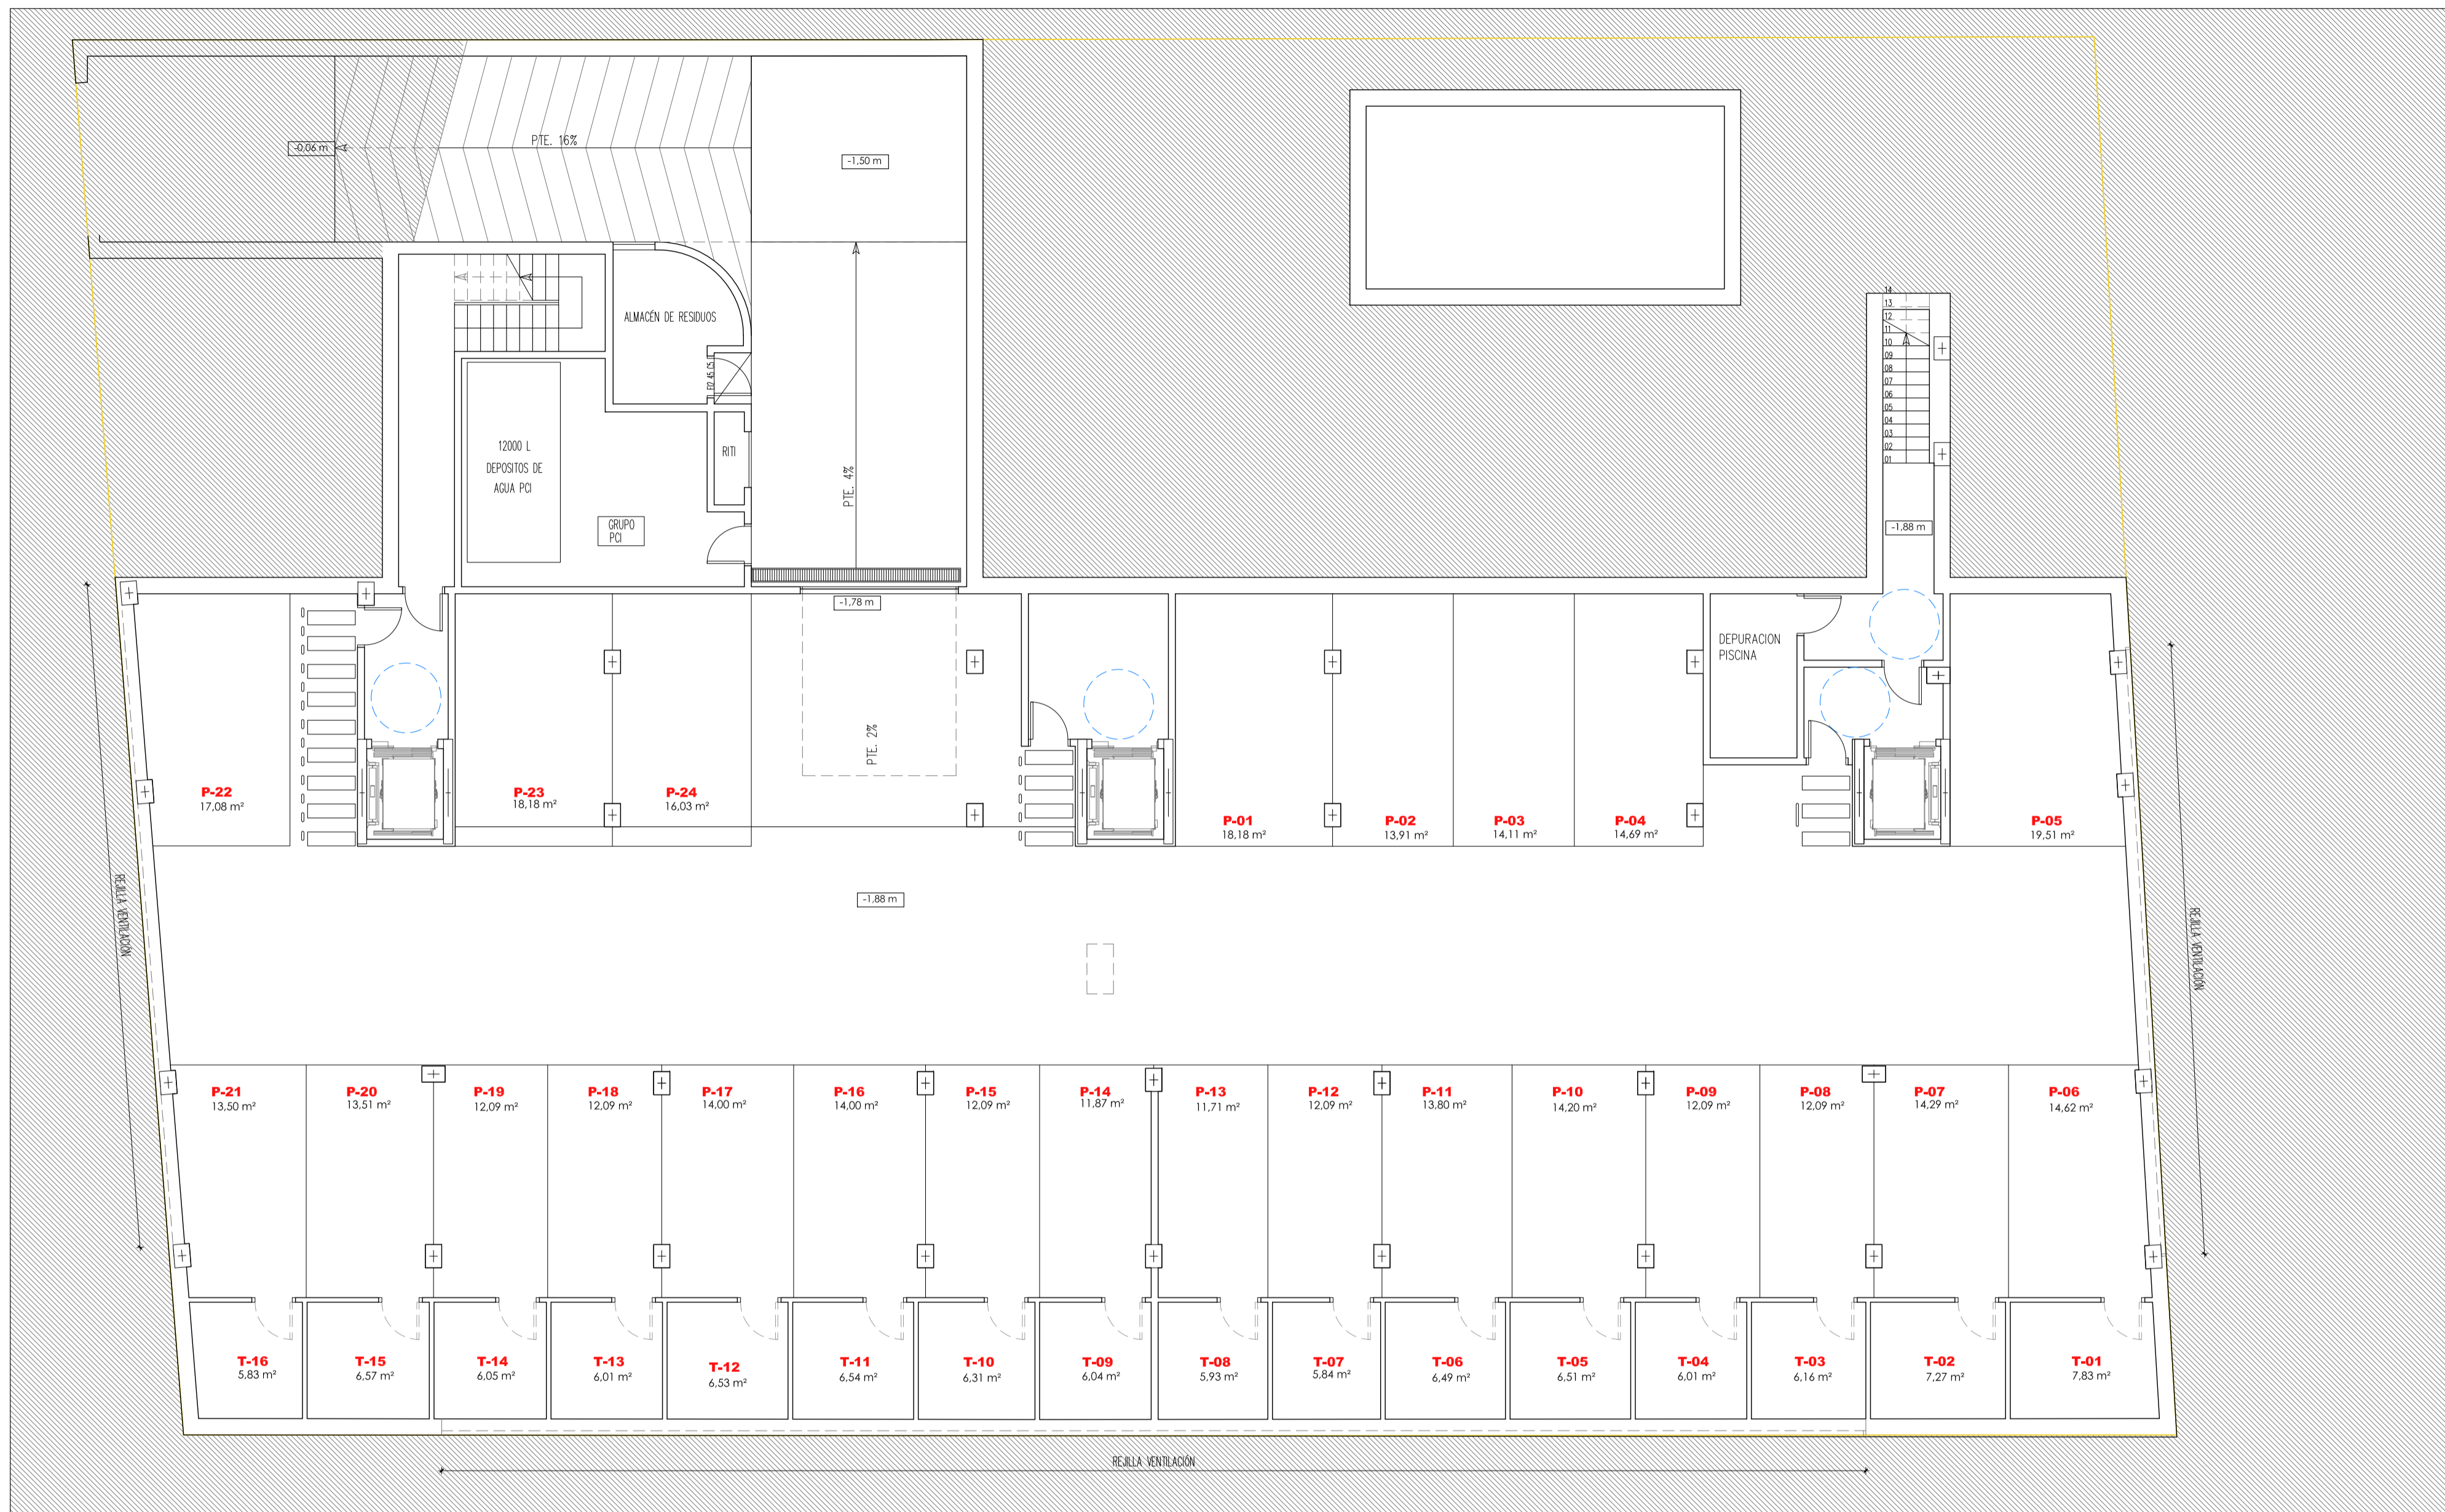 PTE. 16%
-0,06 m
-1,50 m
ALMACÉN DE RESIDUOS
EI2 45 C5
RITI
12000 L
DEPOSITOS DE
AGUA PCI
GRUPO
PCI
PTE. 4%
14
13
12
11
10
09
08
07
06
05
04
03
02
01
-1,88 m
-1,78 m
PTE. 2%
DEPURACION
PISCINA
P-22
17,08 m²
P-23
18,18 m²
P-24
16,03 m²
P-01
18,18 m²
P-02
13,91 m²
P-03
14,11 m²
P-04
14,69 m²
P-05
19,51 m²
REJILLA VENTILACIÓN
-1,88 m
REJILLA VENTILACIÓN
P-21
13,50 m²
P-20
13,51 m²
P-19
12,09 m²
P-18
12,09 m²
P-17
14,00 m²
P-16
14,00 m²
P-15
12,09 m²
P-14
11,87 m²
P-13
11,71 m²
P-12
12,09 m²
P-11
13,80 m²
P-10
14,20 m²
P-09
12,09 m²
P-08
12,09 m²
P-07
14,29 m²
P-06
14,62 m²
T-16
5,83 m²
T-15
6,57 m²
T-14
6,05 m²
T-13
6,01 m²
T-12
6,53 m²
T-11
6,54 m²
T-10
6,31 m²
T-09
6,04 m²
T-08
5,93 m²
T-07
5,84 m²
T-06
6,49 m²
T-05
6,51 m²
T-04
6,01 m²
T-03
6,16 m²
T-02
7,27 m²
T-01
7,83 m²
REJILLA VENTILACIÓN